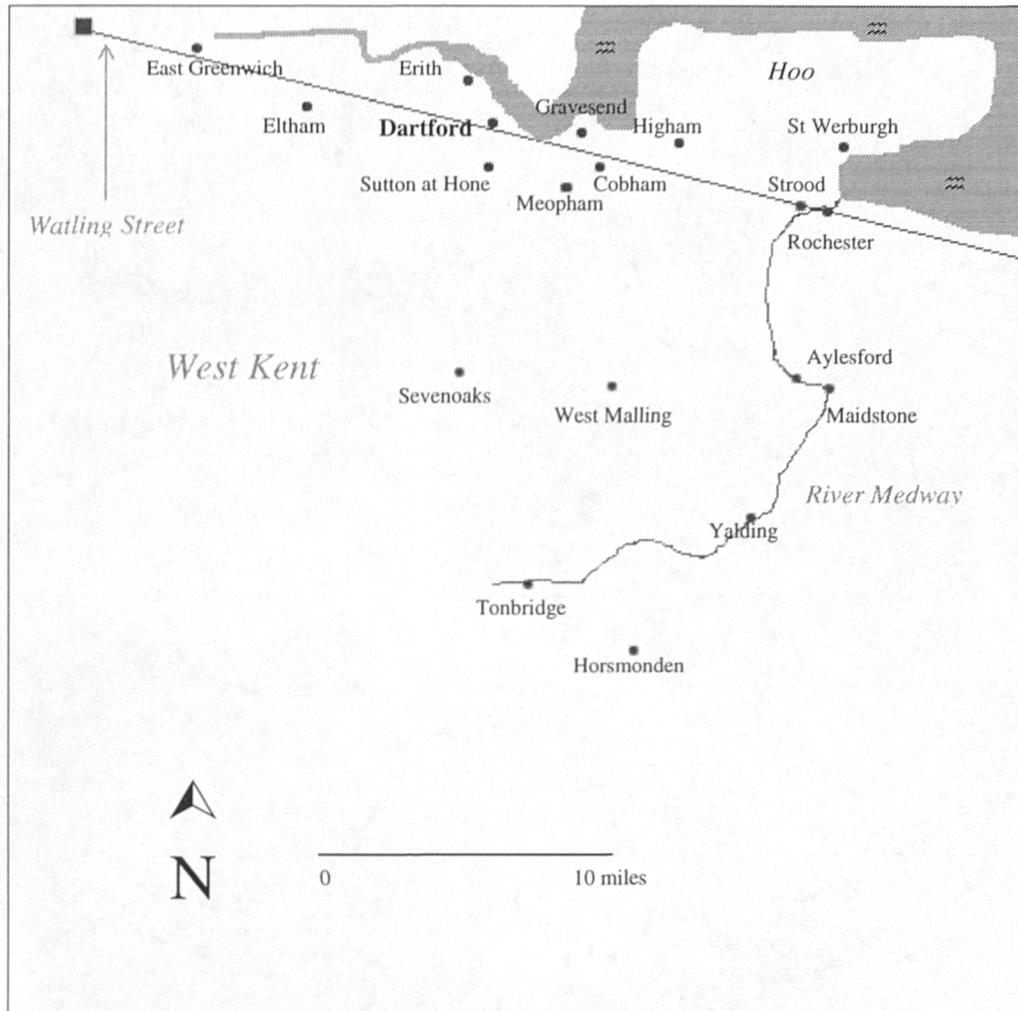 Hoo
East Greenwich
Erith
Gravesend
Eltham
Dartford
Higham
St Werburgh
Sutton at Hone
Cobham
Strood
Meopham
Watling Street
Rochester
West Kent
Aylesford
Sevenoaks
West Malling
Maidstone
River Medway
Yalding
Tonbridge
Horsmonden
N
0 10 miles